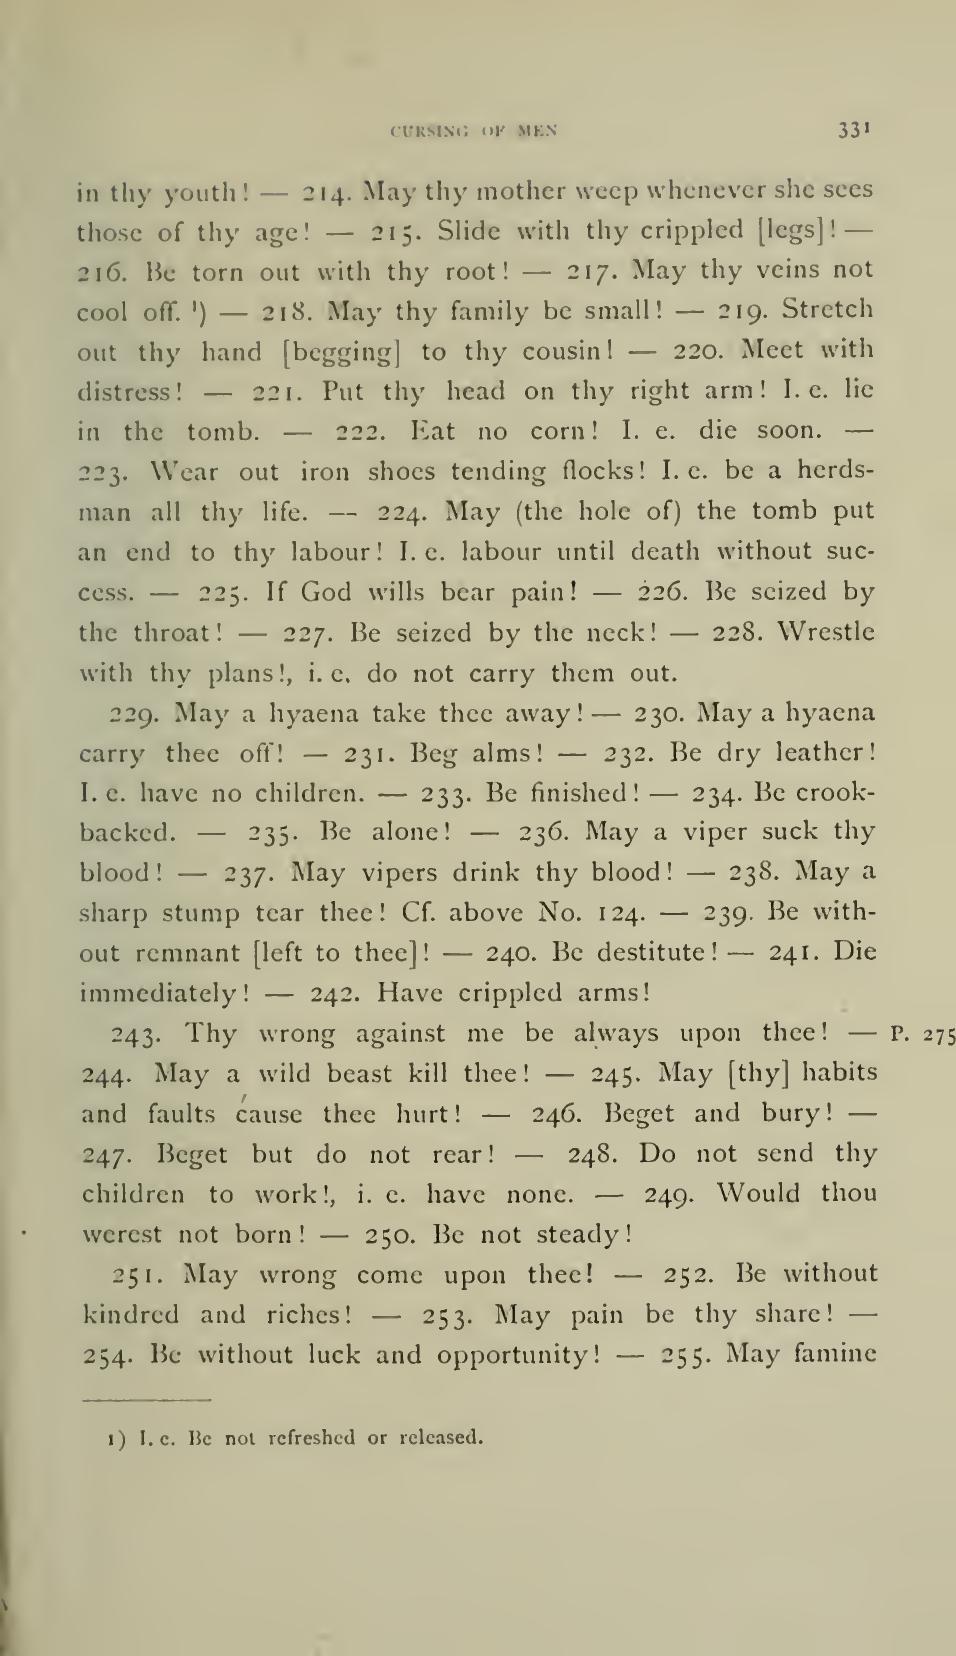 CURSING OF MEN 331
in thy youth! — 214. May thy mother weep whenever she sees
those of thy age! — 215. Slide with thy crippled [legs]! —
216. Be torn out with thy root! — 217. May thy veins not
cool off. ¹) — 218. May thy family be small! — 219. Stretch
out thy hand [begging] to thy cousin! — 220. Meet with
distress! — 221. Put thy head on thy right arm! I. e. lie
in the tomb. — 222. Eat no corn! I. e. die soon. —
223. Wear out iron shoes tending flocks! I. e. be a herds-
man all thy life. — 224. May (the hole of) the tomb put
an end to thy labour! I. e. labour until death without suc-
cess. — 225. If God wills bear pain! — 226. Be seized by
the throat! — 227. Be seized by the neck! — 228. Wrestle
with thy plans!, i. e. do not carry them out.
229. May a hyaena take thee away! — 230. May a hyaena
carry thee off! — 231. Beg alms! — 232. Be dry leather!
I. e. have no children. — 233. Be finished! — 234. Be crook-
backed. — 235. Be alone! — 236. May a viper suck thy
blood! — 237. May vipers drink thy blood! — 238. May a
sharp stump tear thee! Cf. above No. 124. — 239. Be with-
out remnant [left to thee]! — 240. Be destitute! — 241. Die
immediately! — 242. Have crippled arms!
243. Thy wrong against me be always upon thee! — P. 275
244. May a wild beast kill thee! — 245. May [thy] habits
and faults cause thee hurt! — 246. Beget and bury! —
247. Beget but do not rear! — 248. Do not send thy
children to work!, i. e. have none. — 249. Would thou
werest not born! — 250. Be not steady!
251. May wrong come upon thee! — 252. Be without
kindred and riches! — 253. May pain be thy share! —
254. Be without luck and opportunity! — 255. May famine
1) I. e. Be not refreshed or released.